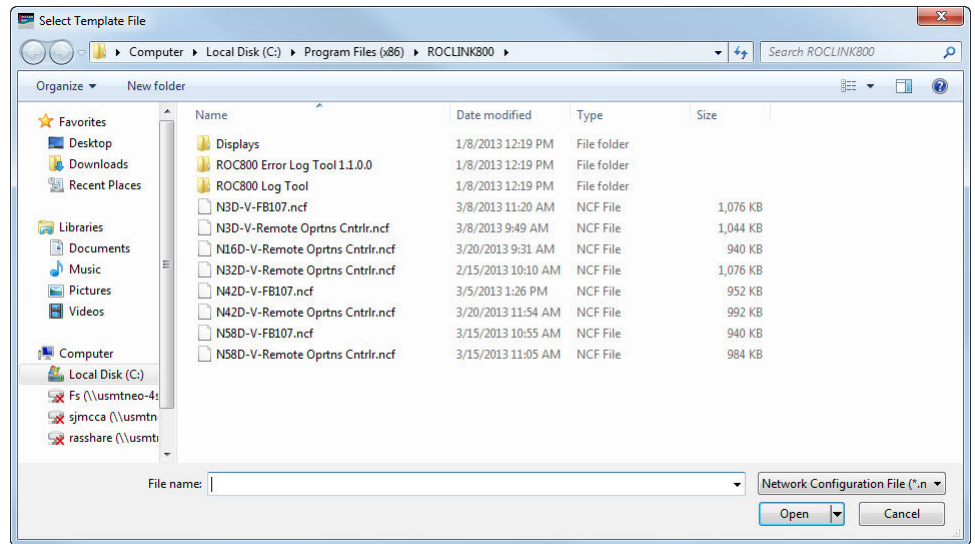 Select Template File
Computer Local Disk (C:) Program Files (x86) ROCLINK800
Search ROCLINK800
Organize New folder
Name Date modified Type Size
Favorites
Desktop
Downloads
Recent Places
Libraries
Documents
Music
Pictures
Videos
Computer
Local Disk (C:)
Fs (\\usmtneo-4s
sjmcca (\\usmtn
rasshare (\\usmt
Displays 1/8/2013 12:19 PM File folder
ROC800 Error Log Tool 1.1.0.0 1/8/2013 12:19 PM File folder
ROC800 Log Tool 1/8/2013 12:19 PM File folder
N3D-V-FB107.ncf 3/8/2013 11:20 AM NCF File 1,076 KB
N3D-V-Remote Oprtns Cntrlr.ncf 3/8/2013 9:49 AM NCF File 1,044 KB
N16D-V-Remote Oprtns Cntrlr.ncf 3/20/2013 9:31 AM NCF File 940 KB
N32D-V-Remote Oprtns Cntrlr.ncf 2/15/2013 10:10 AM NCF File 1,076 KB
N42D-V-FB107.ncf 3/5/2013 1:26 PM NCF File 952 KB
N42D-V-Remote Oprtns Cntrlr.ncf 3/20/2013 11:54 AM NCF File 992 KB
N58D-V-FB107.ncf 3/15/2013 10:55 AM NCF File 940 KB
N58D-V-Remote Oprtns Cntrlr.ncf 3/15/2013 11:05 AM NCF File 984 KB
File name:
Network Configuration File (*.n
Open Cancel